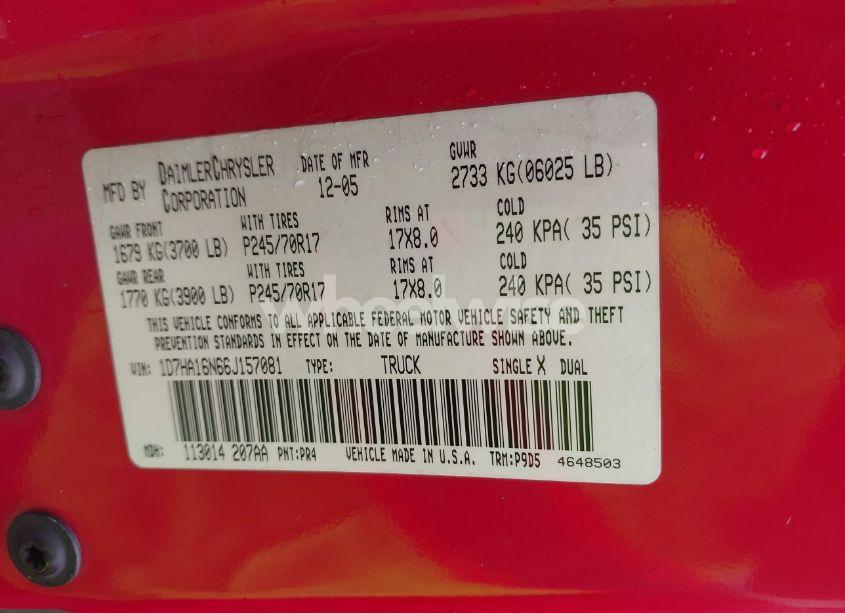 MFD BY DAIMLERCHRYSLER CORPORATION
DATE OF MFR 12-05
GVWR 2733 KG(06025 LB)
GAWR FRONT WITH TIRES RIMS AT COLD
1679 KG(3700 LB) P245/70R17 17X8.0 240 KPA( 35 PSI)
GAWR REAR WITH TIRES RIMS AT COLD
1770 KG(3900 LB) P245/70R17 17X8.0 240 KPA( 35 PSI)
THIS VEHICLE CONFORMS TO ALL APPLICABLE FEDERAL MOTOR VEHICLE SAFETY AND THEFT
PREVENTION STANDARDS IN EFFECT ON THE DATE OF MANUFACTURE SHOWN ABOVE.
VIN: 1D7HA16N66J157081 TYPE: TRUCK SINGLE X DUAL
MDH: 113014 207AA PNT:PR4 VEHICLE MADE IN U.S.A. TRM:P9D5 4648503